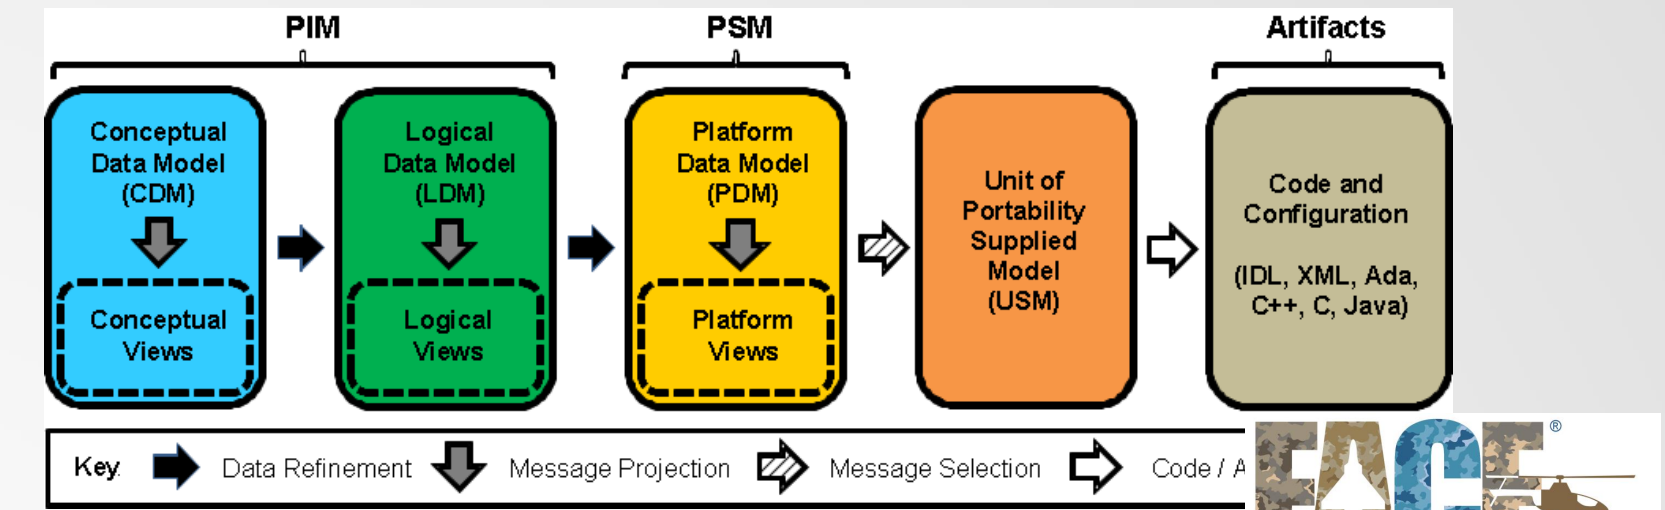 PIM
PSM
Artifacts
Conceptual
Data Model
(CDM)
Conceptual
Views
Logical
Data Model
(LDM)
Logical
Views
Platform
Data Model
(PDM)
Platform
Views
Unit of
Portability
Supplied
Model
(USM)
Code and
Configuration
(IDL, XML, Ada,
C++, C, Java)
Key: Data Refinement Message Projection Message Selection Code / A
FACE ®